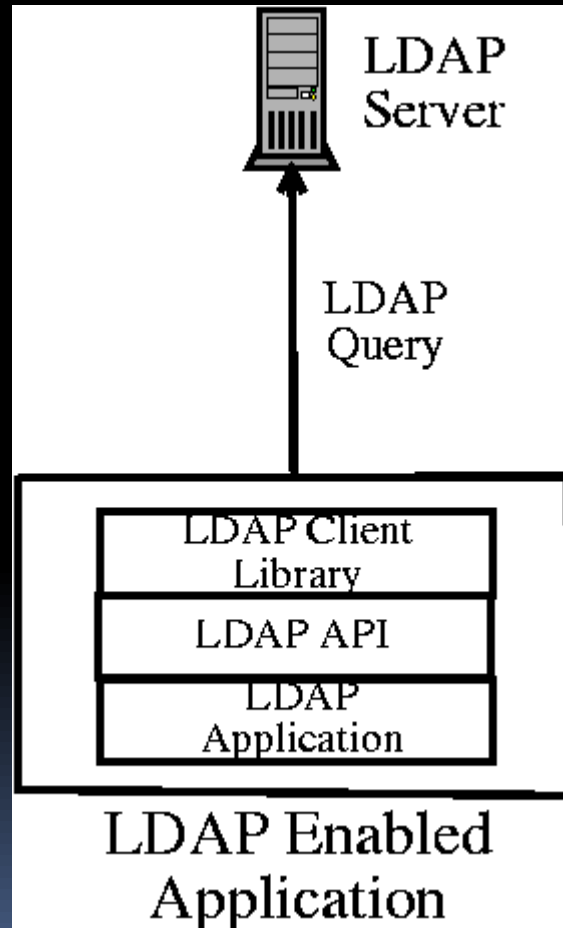 LDAP
Server
LDAP
Query
LDAP Client
Library
LDAP API
LDAP
Application
LDAP Enabled
Application